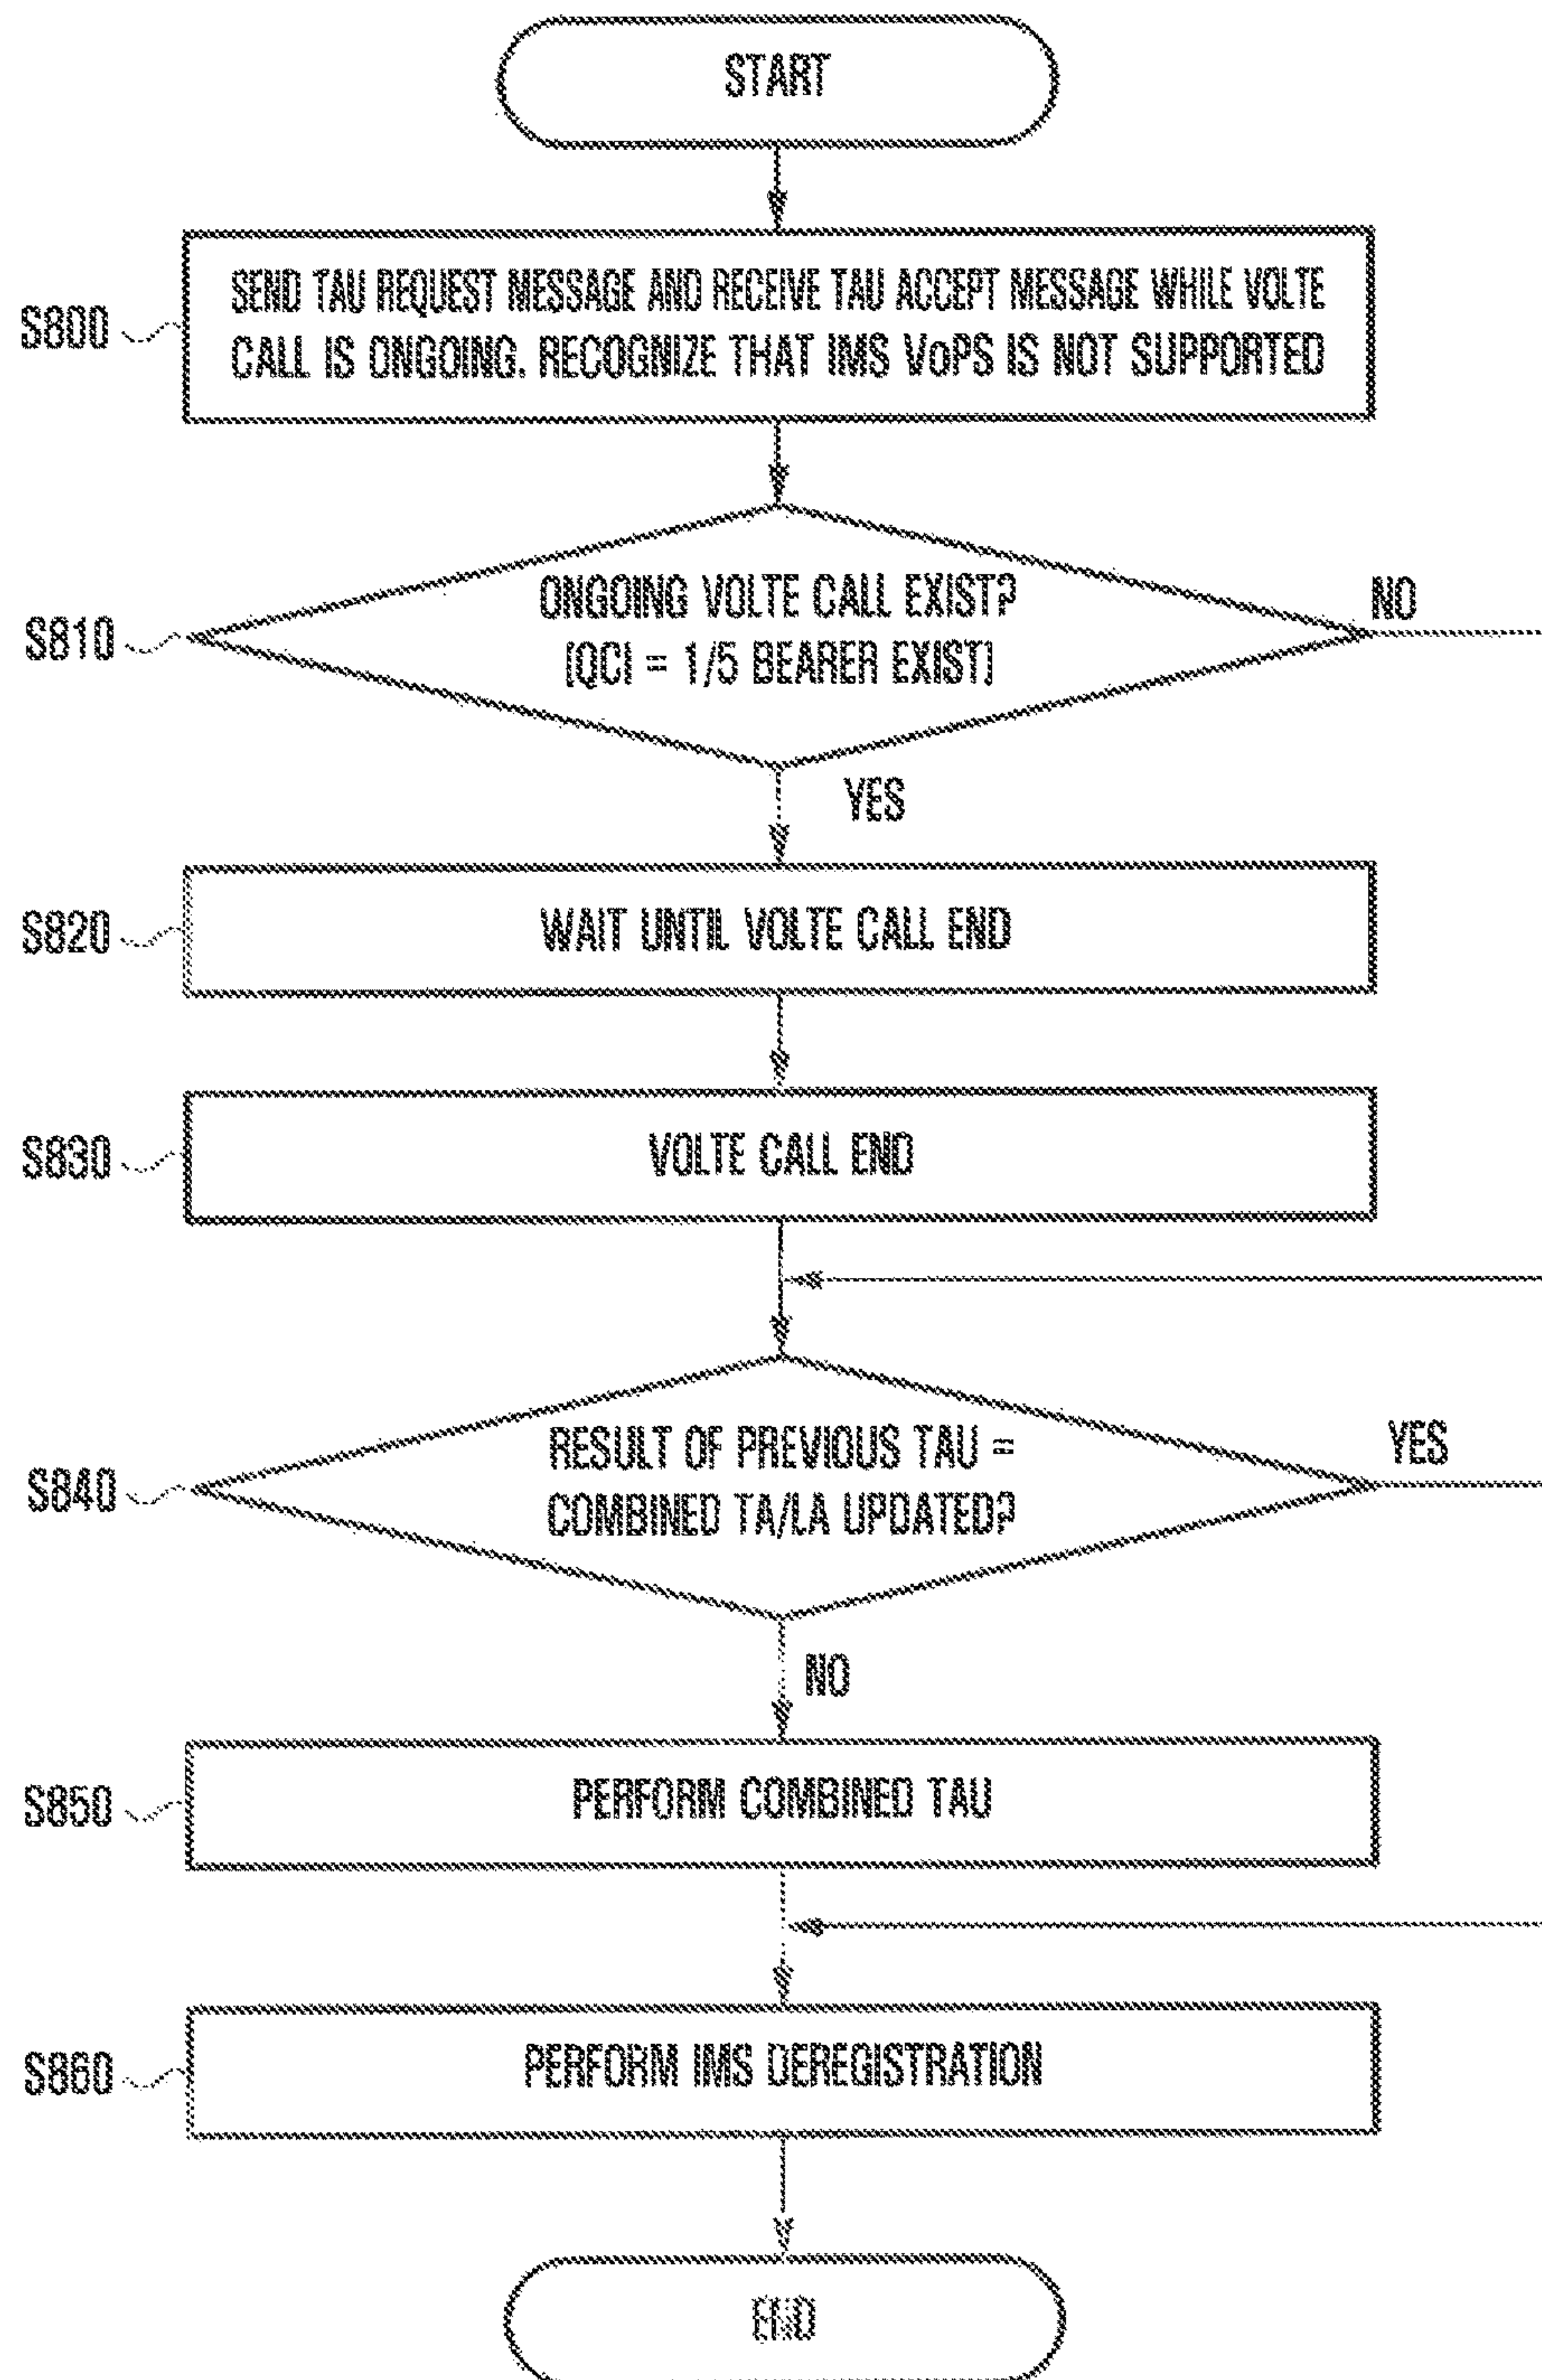 START
S800
SEND TAU REQUEST MESSAGE AND RECEIVE TAU ACCEPT MESSAGE WHILE VOLTE
CALL IS ONGOING. RECOGNIZE THAT IMS VoPS IS NOT SUPPORTED
S810
ONGOING VOLTE CALL EXIST?
[QCI = 1/5 BEARER EXIST]
NO
YES
S820
WAIT UNTIL VOLTE CALL END
S830
VOLTE CALL END
S840
RESULT OF PREVIOUS TAU =
COMBINED TA/LA UPDATED?
YES
NO
S850
PERFORM COMBINED TAU
S860
PERFORM IMS DEREGISTRATION
END